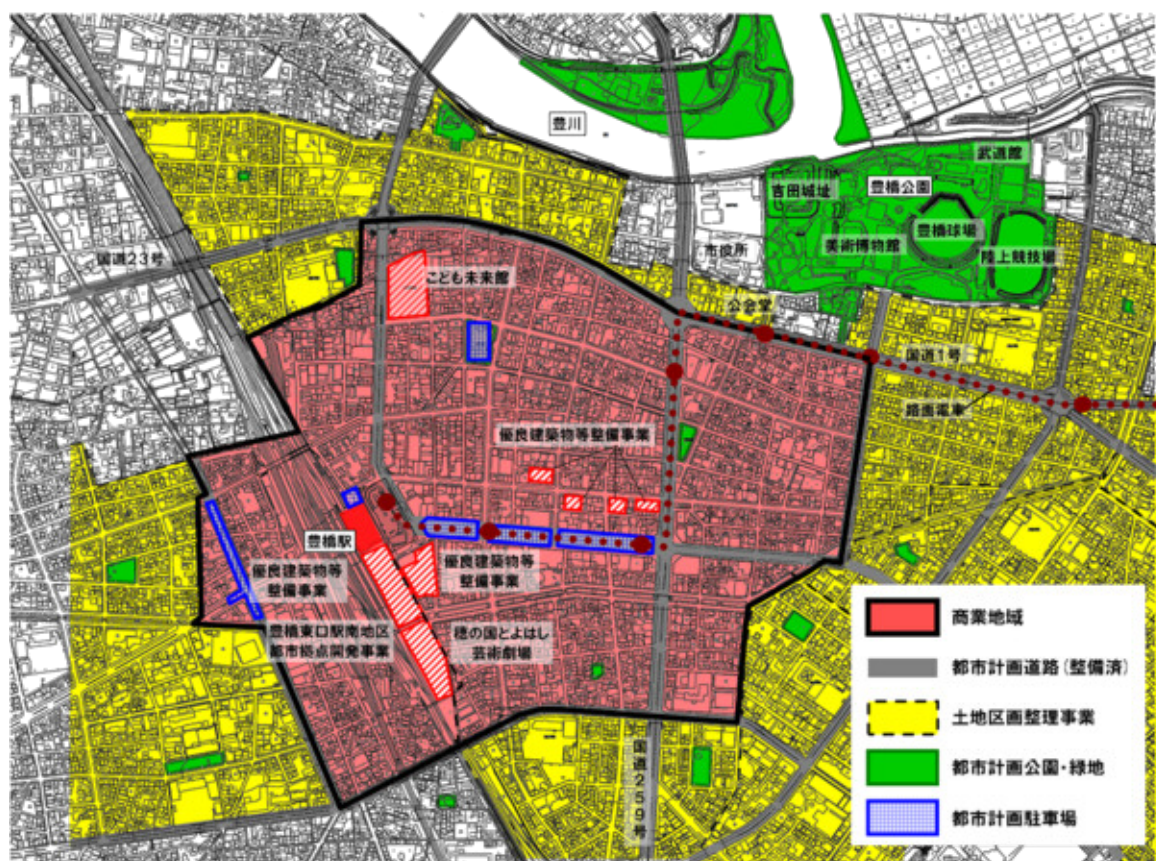 豊川
武道館
吉田城址
豊橋公園
豊橋球場
市役所
美術博物館
陸上競技場
国道23号
こども未来館
公会堂
国道1号
路面電車
優良建築物等整備事業
豊橋駅
優良建築物等
整備事業
優良建築物等
整備事業
豊橋東口駅南地区
都市拠点開発事業
穂の国とよはし
芸術劇場
国道259号
商業地域
都市計画道路(整備済)
土地区画整理事業
都市計画公園・緑地
都市計画駐車場